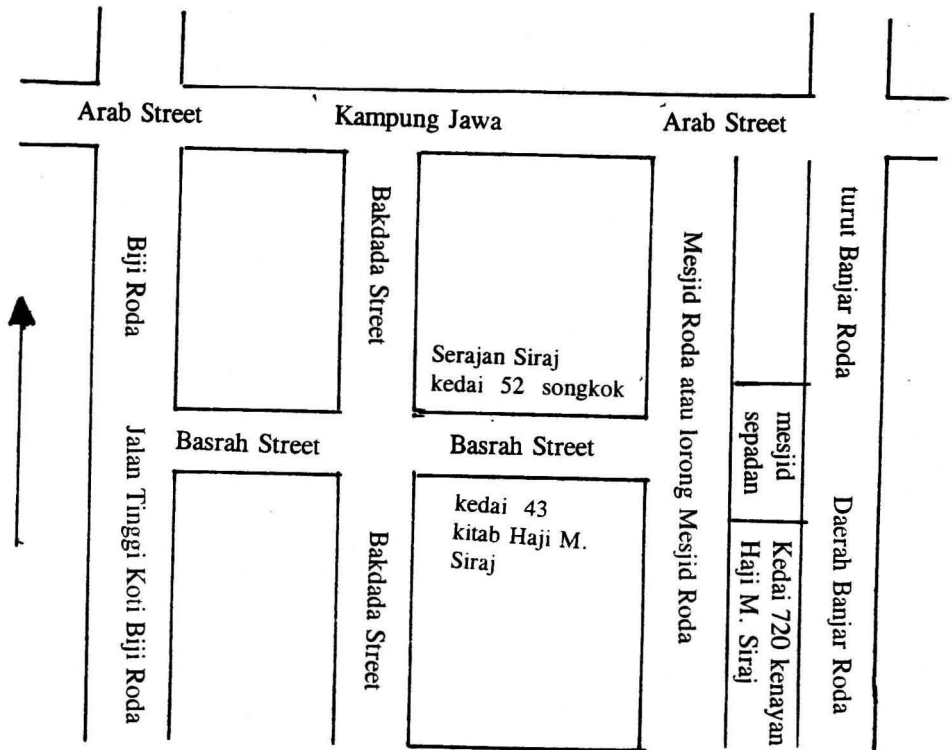 Arab Street
Kampung Jawa
Arab Street
Biji Roda
Bakdada Street
Mesjid Roda atau lorong Mesjid Roda
turut Banjar Roda
Serajan Siraj
kedai 52 songkok
Basrah Street
Basrah Street
mesjid
sepadan
Jalan Tinggi Koti Biji Roda
Bakdada Street
kedai 43
kitab Haji M.
Siraj
Kedai 720 kenayan
Haji M. Siraj
Daerah Banjar Roda